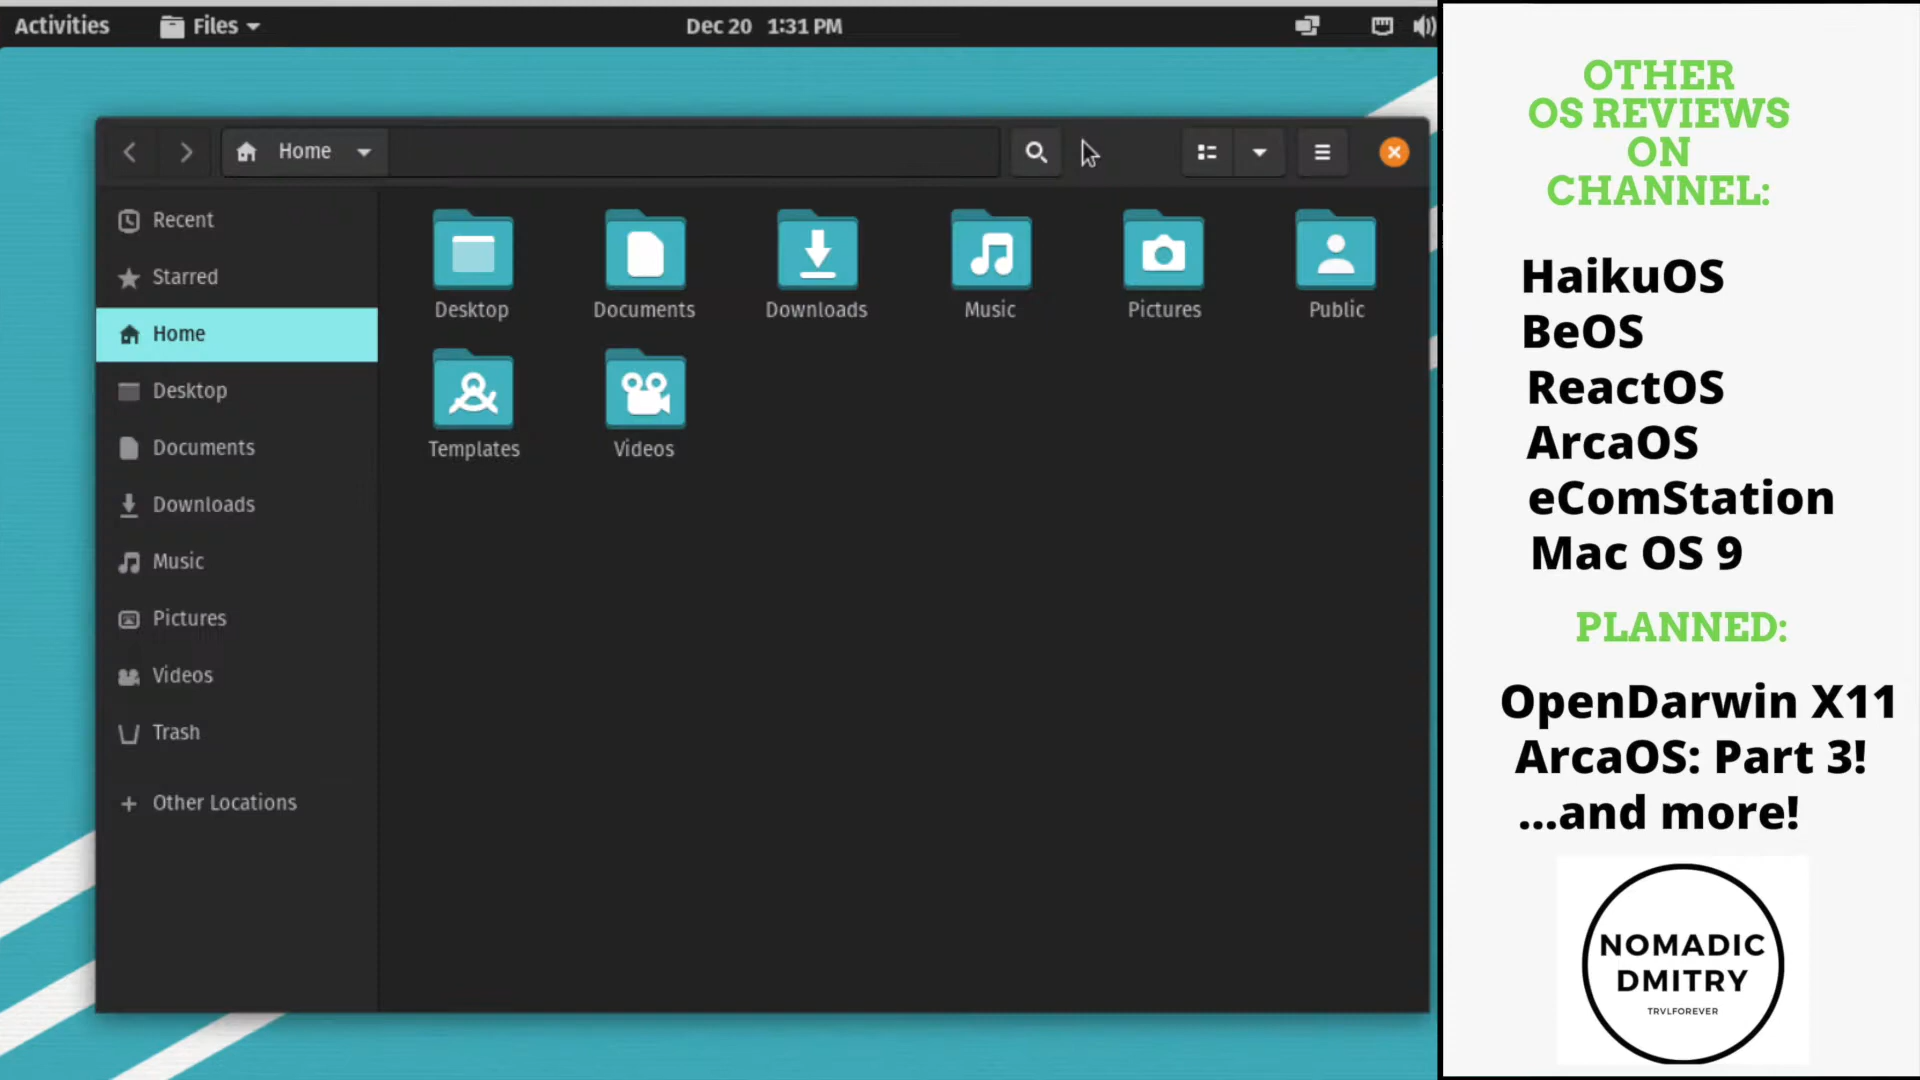 Activities
Files
Dec 20 1:31 PM
Home
Recent
Starred
Home
Desktop
Documents
Downloads
Music
Pictures
Videos
Trash
Other Locations
Desktop
Documents
Downloads
Music
Pictures
Public
Templates
Videos
OTHER
OS REVIEWS
ON
CHANNEL:
HaikuOS
BeOS
ReactOS
ArcaOS
eComStation
Mac OS 9
PLANNED:
OpenDarwin X11
ArcaOS: Part 3!
...and more!
NOMADIC
DMITRY
TRVLFOREVER